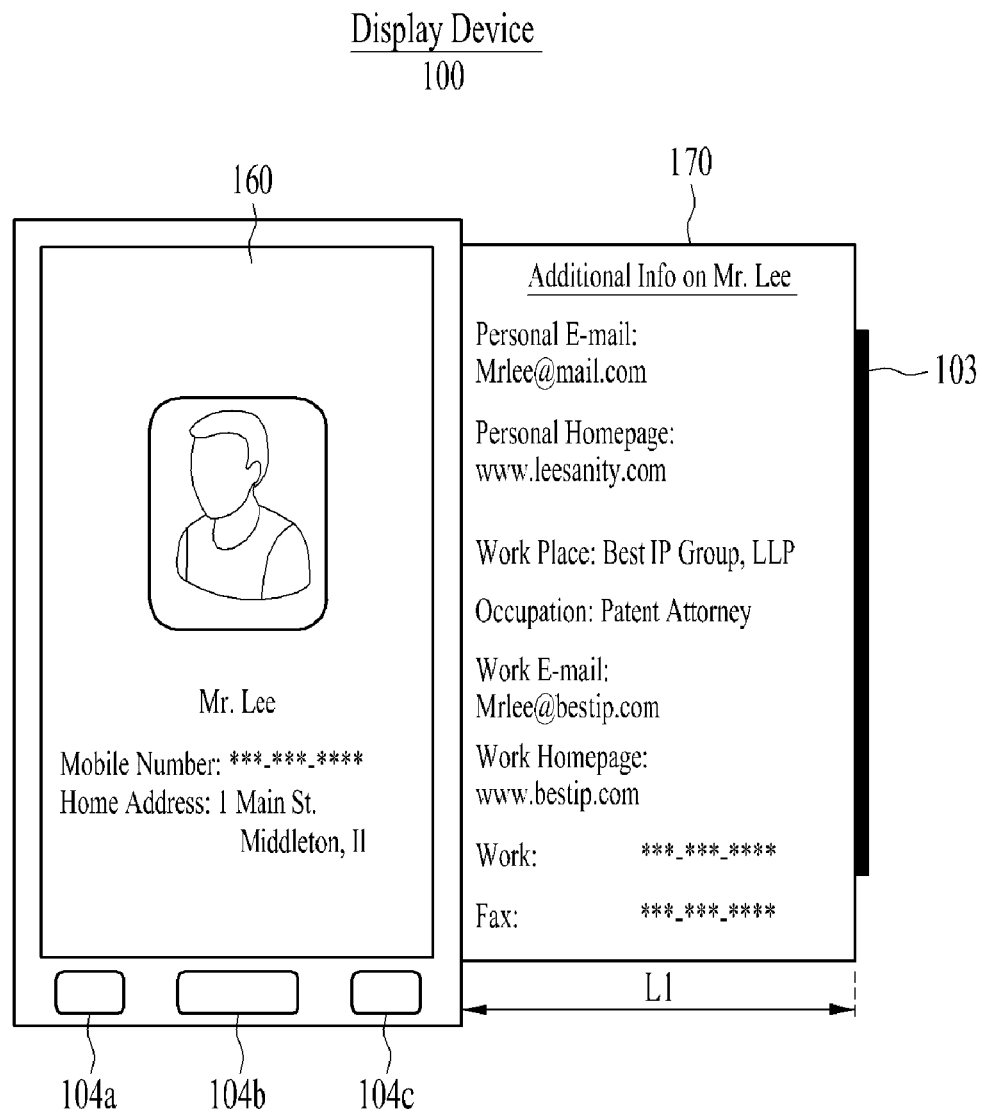 Display Device
100
160
170
103
Mr. Lee
Mobile Number: ***-***-****
Home Address: 1 Main St.
Middleton, Il
Additional Info on Mr. Lee
Personal E-mail:
Mrlee@mail.com
Personal Homepage:
www.leesanity.com
Work Place: Best IP Group, LLP
Occupation: Patent Attorney
Work E-mail:
Mrlee@bestip.com
Work Homepage:
www.bestip.com
Work: ***-***-****
Fax: ***-***-****
L1
104a
104b
104c